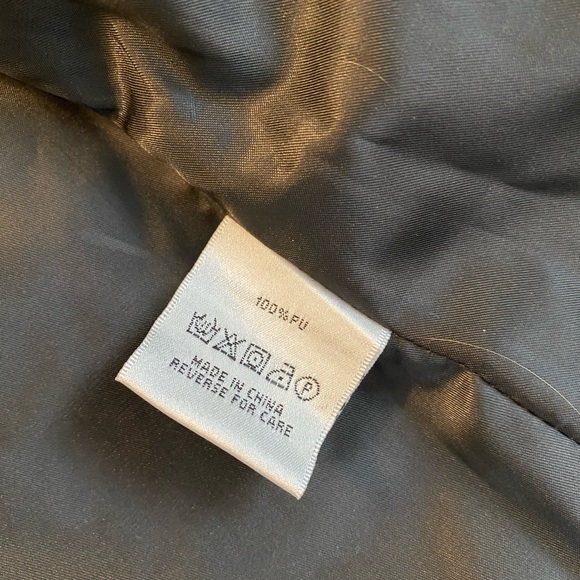 100% PU
P
MADE IN CHINA
REVERSE FOR CARE